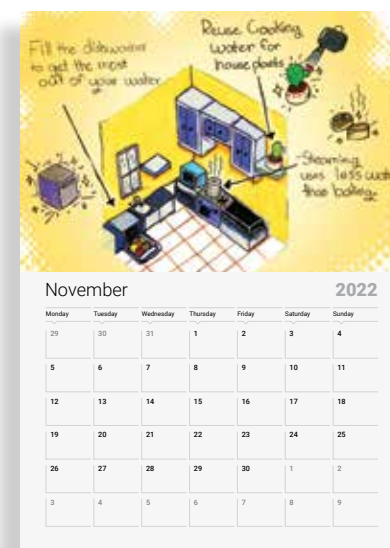 Fill the dishwasher
to get the most
out of your water
Reuse Cooking
water for
house plants
Steaming
uses less
than boiling
November 2022
Monday Tuesday Wednesday Thursday Friday Saturday Sunday
29 30 31 1 2 3 4
5 6 7 8 9 10 11
12 13 14 15 16 17 18
19 20 21 22 23 24 25
26 27 28 29 30 1 2
3 4 5 6 7 8 9